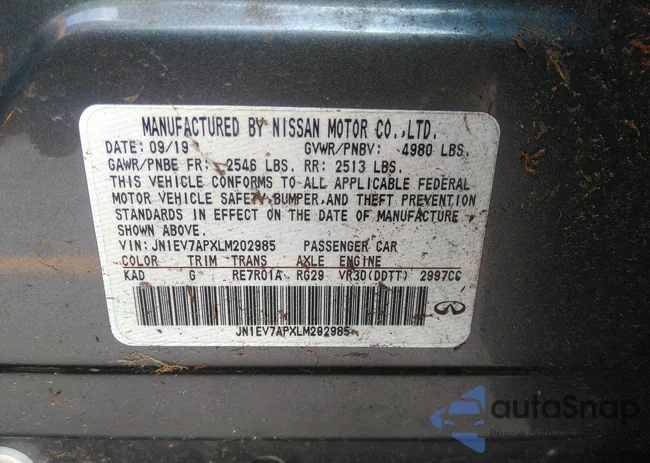 MANUFACTURED BY NISSAN MOTOR CO.,LTD.
DATE: 09/19 GVWR/PNBV: 4980 LBS.
GAWR/PNBE FR: 2546 LBS. RR: 2513 LBS.
THIS VEHICLE CONFORMS TO ALL APPLICABLE FEDERAL
MOTOR VEHICLE SAFETY,BUMPER,AND THEFT PREVENTION
STANDARDS IN EFFECT ON THE DATE OF MANUFACTURE
SHOWN ABOVE.
VIN: JN1EV7APXLM202985 PASSENGER CAR
COLOR TRIM TRANS AXLE ENGINE
KAD G RE7R01A RG29 VR30(DDTT) 2997CC
JN1EV7APXLM202985
autoSnap